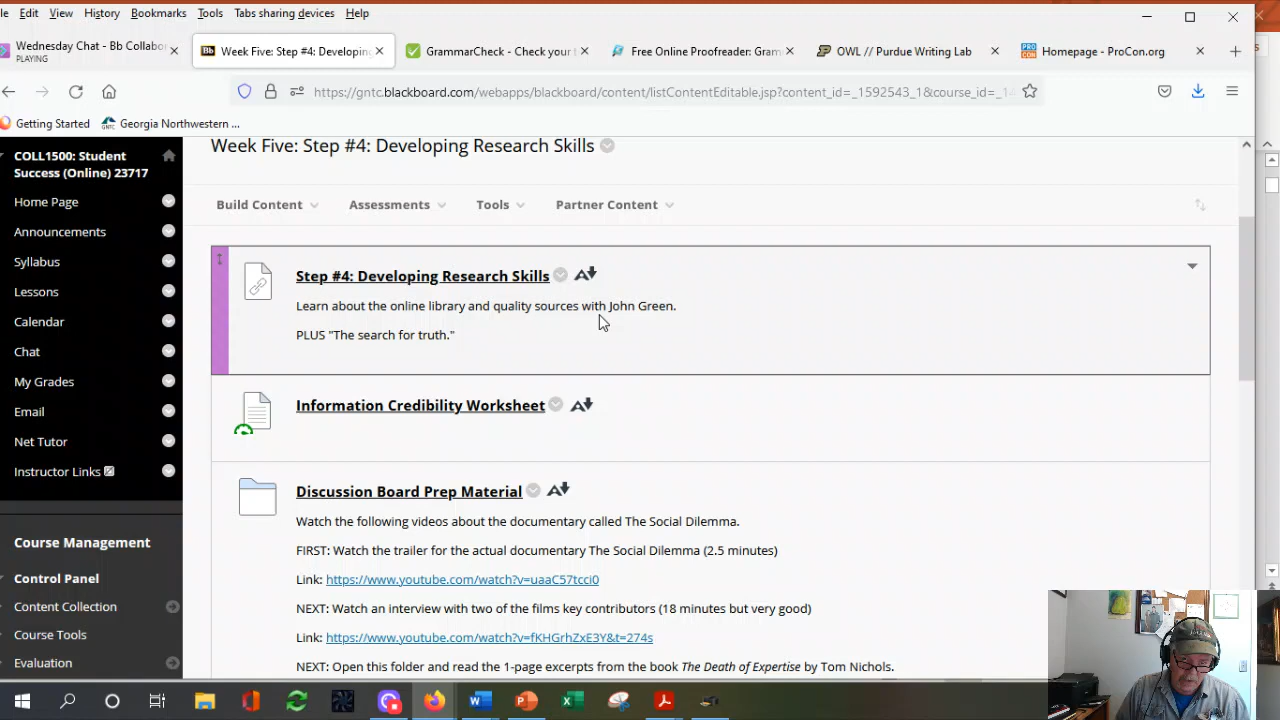 le Edit View History Bookmarks Tools Tabs sharing devices Help
Wednesday Chat - Bb Collabo
PLAYING
Bb Week Five: Step #4: Developing
GrammarCheck - Check your
Free Online Proofreader: Gram
OWL // Purdue Writing Lab
PRO CON Homepage - ProCon.org
https://gntc.blackboard.com/webapps/blackboard/content/listContentEditable.jsp?content_id=_1592543_1&course_id=_1
Getting Started
Georgia Northwestern ...
COLL1500: Student
Success (Online) 23717
Home Page
Announcements
Syllabus
Lessons
Calendar
Chat
My Grades
Email
Net Tutor
Instructor Links
Course Management
Control Panel
Content Collection
Course Tools
Evaluation
Week Five: Step #4: Developing Research Skills
Build Content Assessments Tools Partner Content
Step #4: Developing Research Skills
Learn about the online library and quality sources with John Green.
PLUS "The search for truth."
Information Credibility Worksheet
Discussion Board Prep Material
Watch the following videos about the documentary called The Social Dilemma.
FIRST: Watch the trailer for the actual documentary The Social Dilemma (2.5 minutes)
Link: https://www.youtube.com/watch?v=uaaC57tcci0
NEXT: Watch an interview with two of the films key contributors (18 minutes but very good)
Link: https://www.youtube.com/watch?v=fKHGrhZxE3Y&t=274s
NEXT: Open this folder and read the 1-page excerpts from the book The Death of Expertise by Tom Nichols.